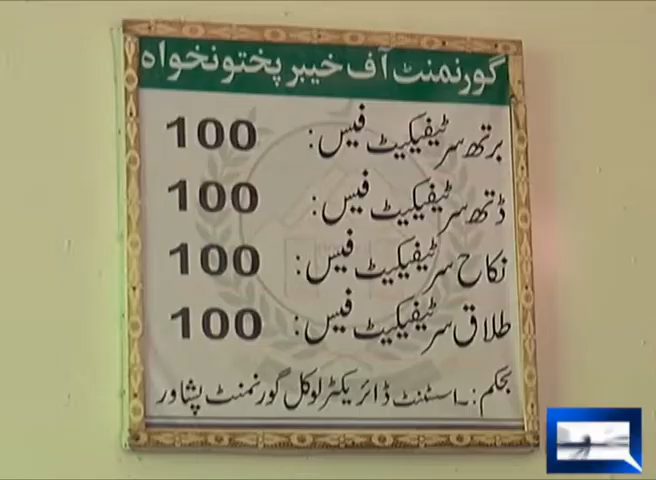 گورنمنٹ آف خیبر پختونخواہ
برتھ سرٹیفیکیٹ فیس: 100
ڈتھ سرٹیفیکیٹ فیس: 100
نکاح سرٹیفیکیٹ فیس: 100
طلاق سرٹیفیکیٹ فیس: 100
بحکم:۔اسٹنٹ ڈائریکٹر لوکل گورنمنٹ پشاور